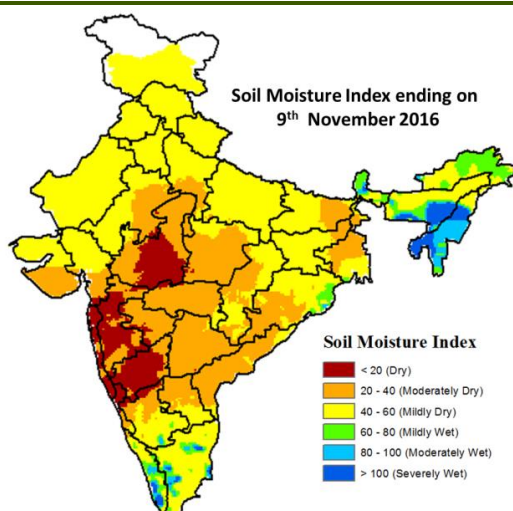 Soil Moisture Index ending on
9th November 2016
Soil Moisture Index
< 20 (Dry)
20 - 40 (Moderately Dry)
40 - 60 (Mildly Dry)
60 - 80 (Mildly Wet)
80 - 100 (Moderately Wet)
> 100 (Severely Wet)